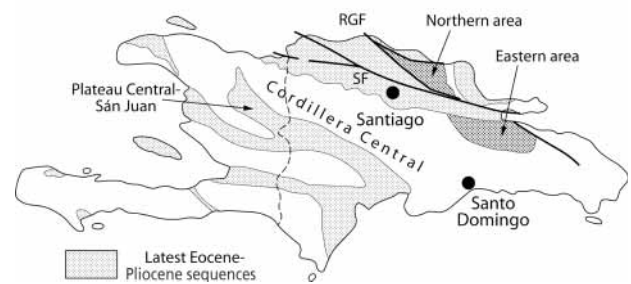 RGF
Northern area
Eastern area
SF
Plateau Central-
Sán Juan
Cordillera Central
Santiago
Santo
Domingo
Latest Eocene-
Pliocene sequences